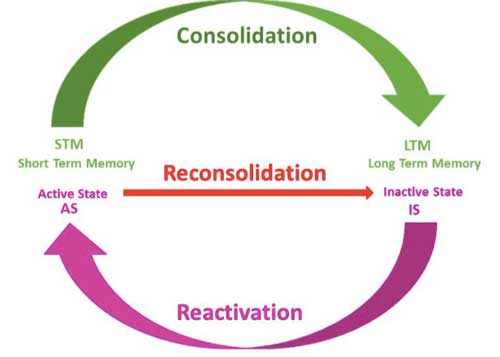 Consolidation
STM
Short Term Memory
LTM
Long Term Memory
Reconsolidation
Active State
AS
Inactive State
IS
Reactivation